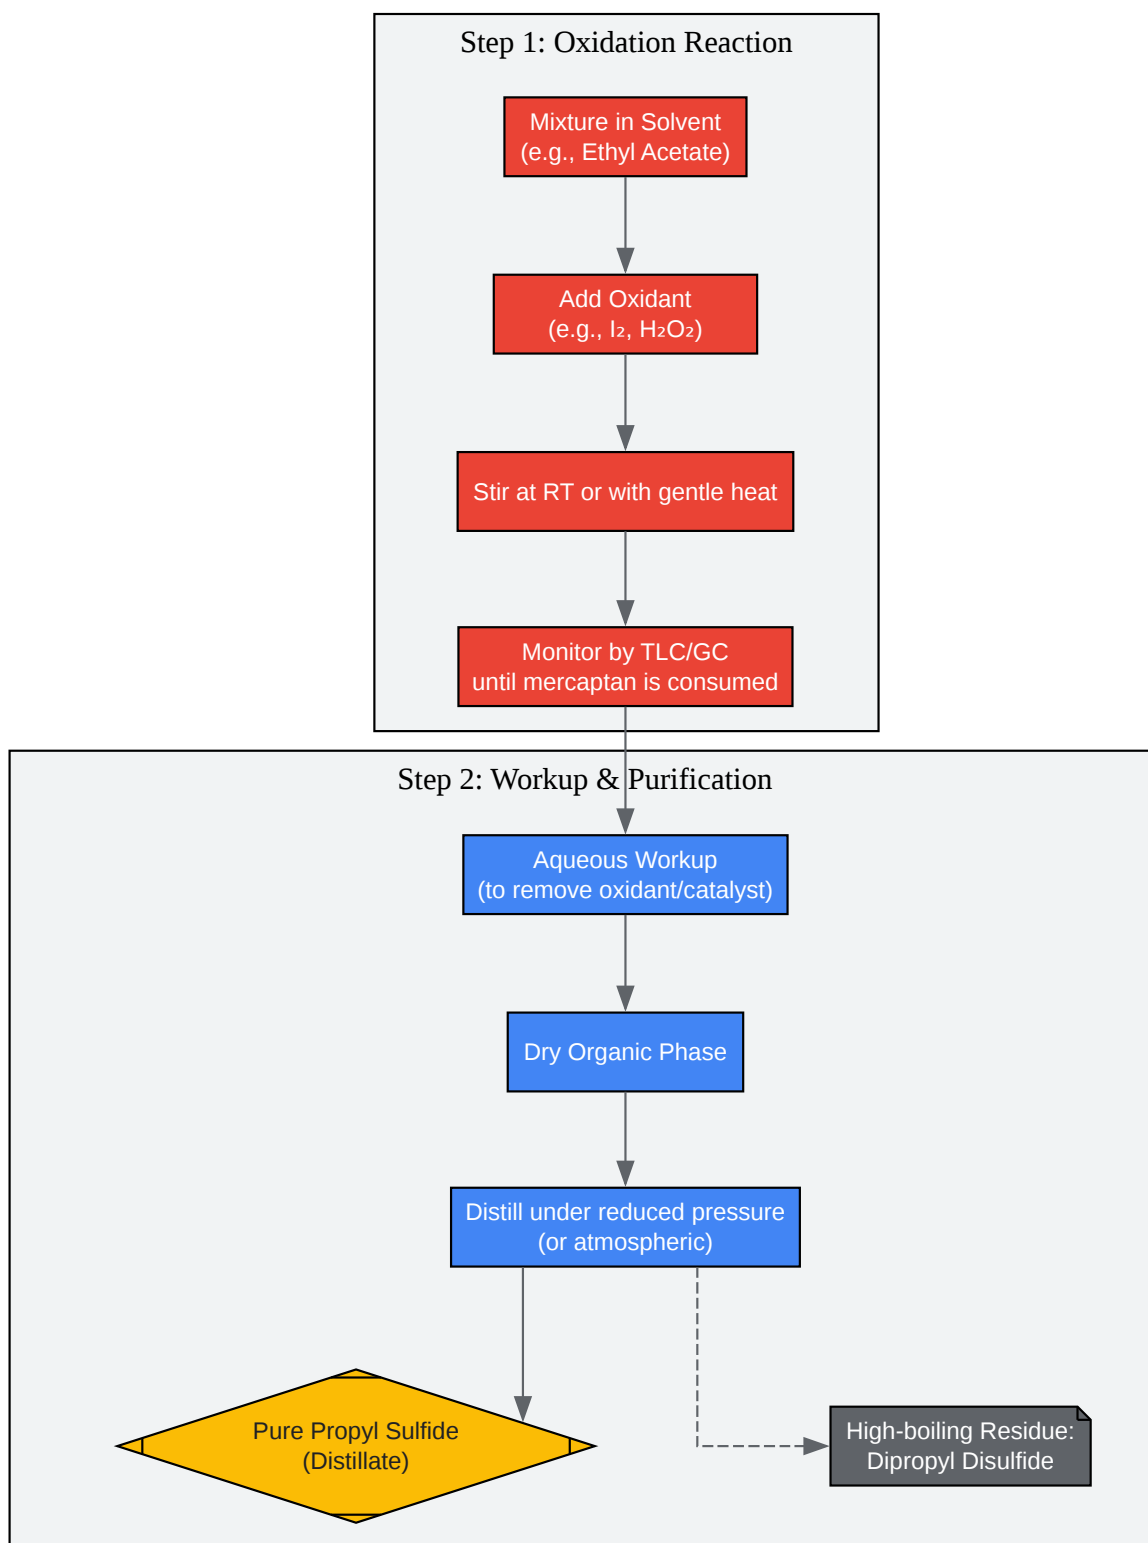 Step 1: Oxidation Reaction
Mixture in Solvent
(e.g., Ethyl Acetate)
Add Oxidant
(e.g., I₂, H₂O₂)
Stir at RT or with gentle heat
Monitor by TLC/GC
until mercaptan is consumed
Step 2: Workup & Purification
Aqueous Workup
(to remove oxidant/catalyst)
Dry Organic Phase
Distill under reduced pressure
(or atmospheric)
Pure Propyl Sulfide
(Distillate)
High-boiling Residue:
Dipropyl Disulfide